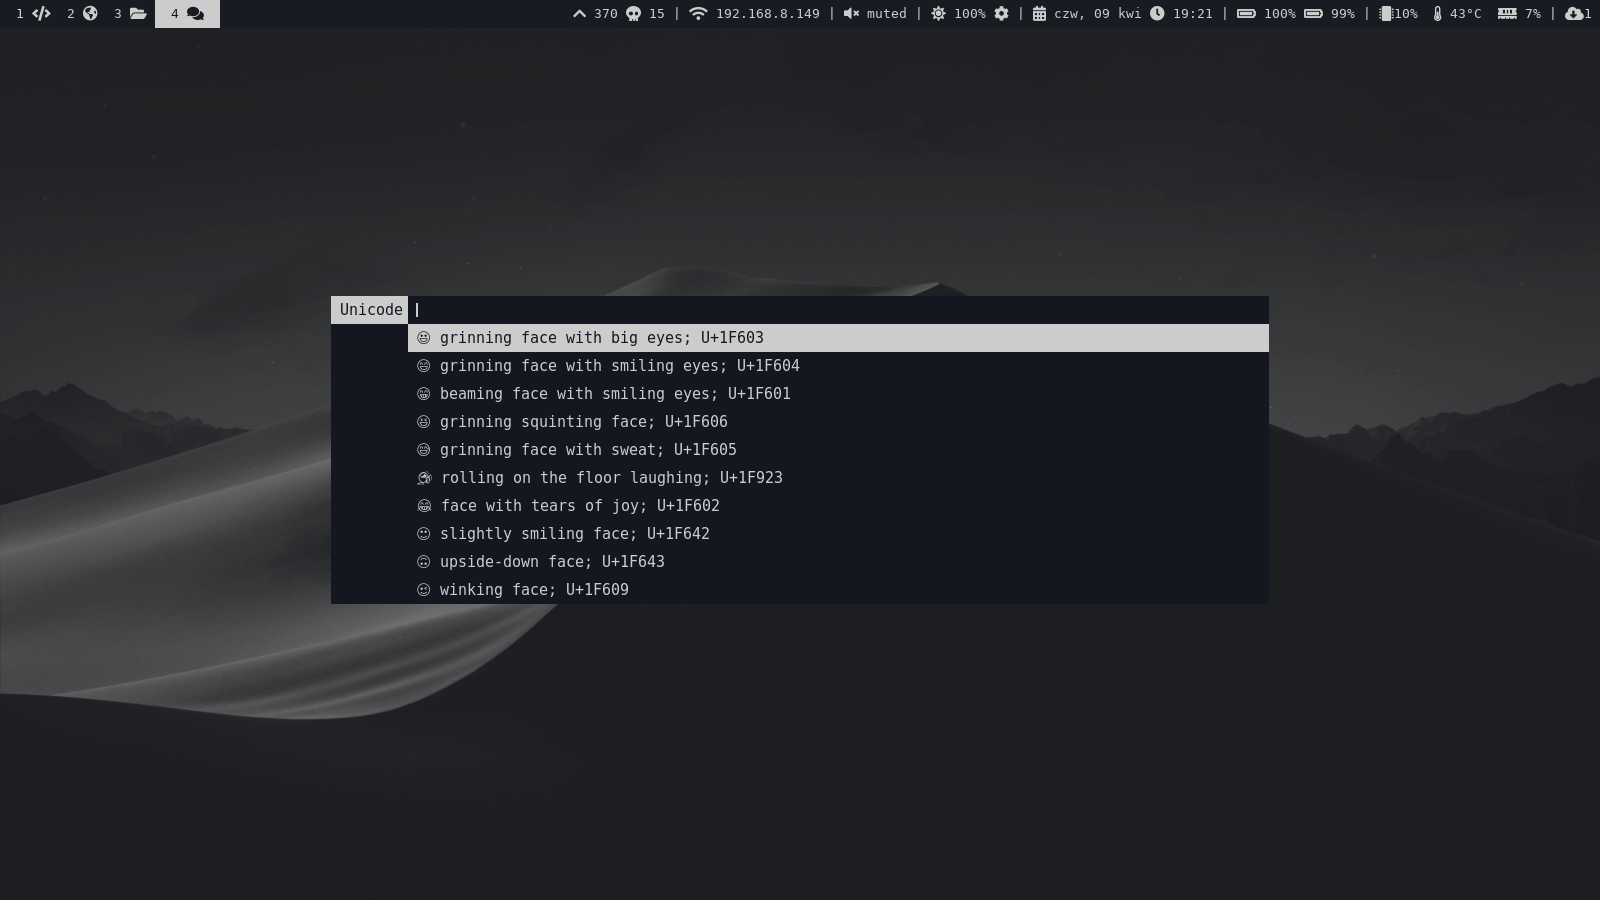 1 2 3 4 370 15 | 192.168.8.149 | muted | 100% | czw, 09 kwi 19:21 | 100% 99% | 10% 43°C 7% | 1
Unicode
😃 grinning face with big eyes; U+1F603
😄 grinning face with smiling eyes; U+1F604
😁 beaming face with smiling eyes; U+1F601
😆 grinning squinting face; U+1F606
😅 grinning face with sweat; U+1F605
🤣 rolling on the floor laughing; U+1F923
😂 face with tears of joy; U+1F602
🙂 slightly smiling face; U+1F642
🙃 upside-down face; U+1F643
😉 winking face; U+1F609